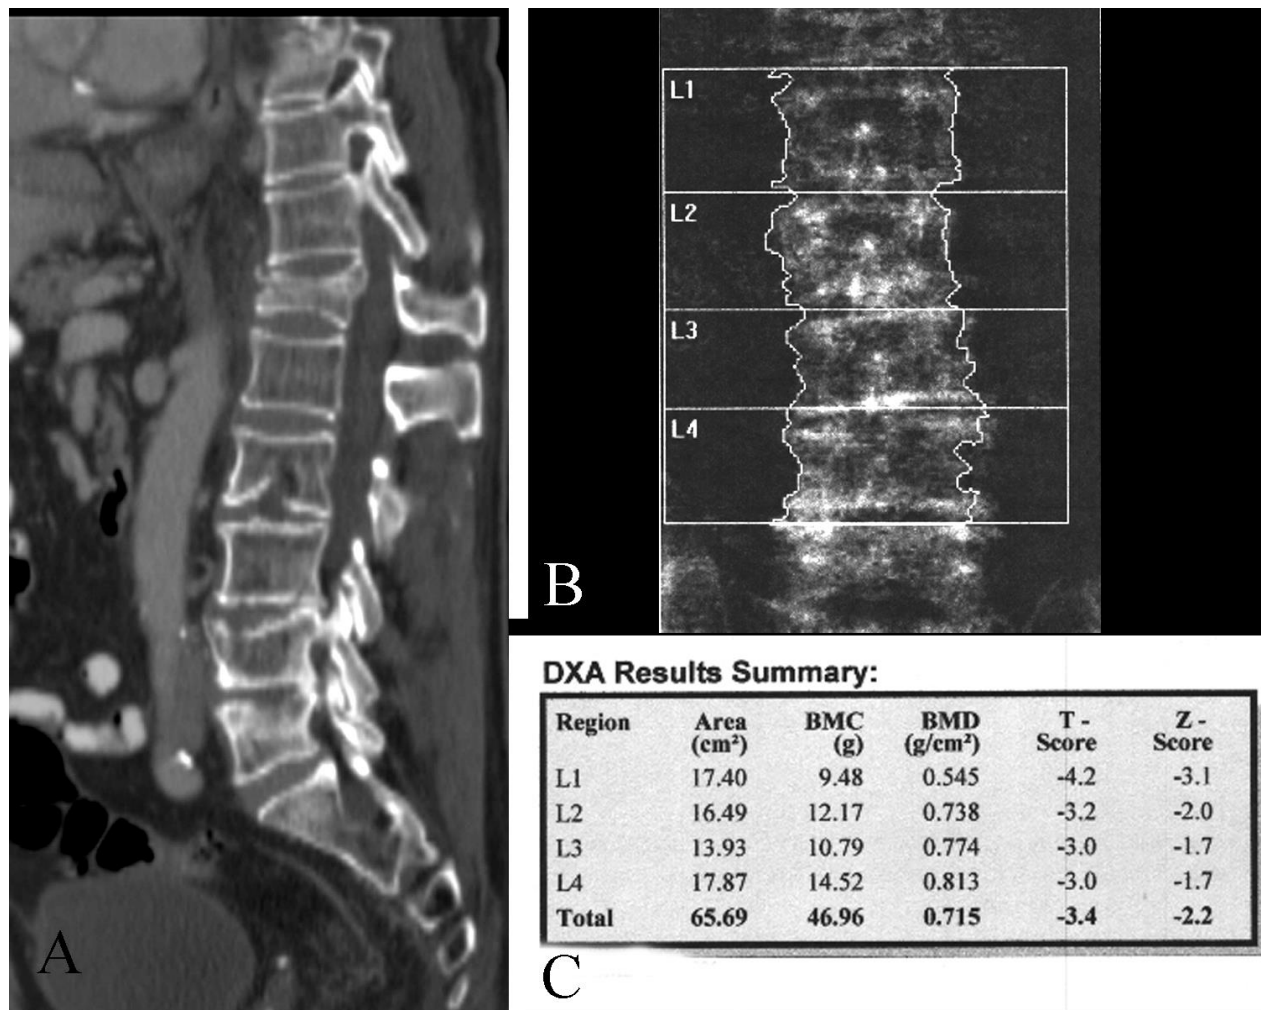 A
L1
L2
L3
L4
B
DXA Results Summary:
Region Area (cm²) BMC (g) BMD (g/cm²) T - Score Z - Score
L1 17.40 9.48 0.545 -4.2 -3.1
L2 16.49 12.17 0.738 -3.2 -2.0
L3 13.93 10.79 0.774 -3.0 -1.7
L4 17.87 14.52 0.813 -3.0 -1.7
Total 65.69 46.96 0.715 -3.4 -2.2
C